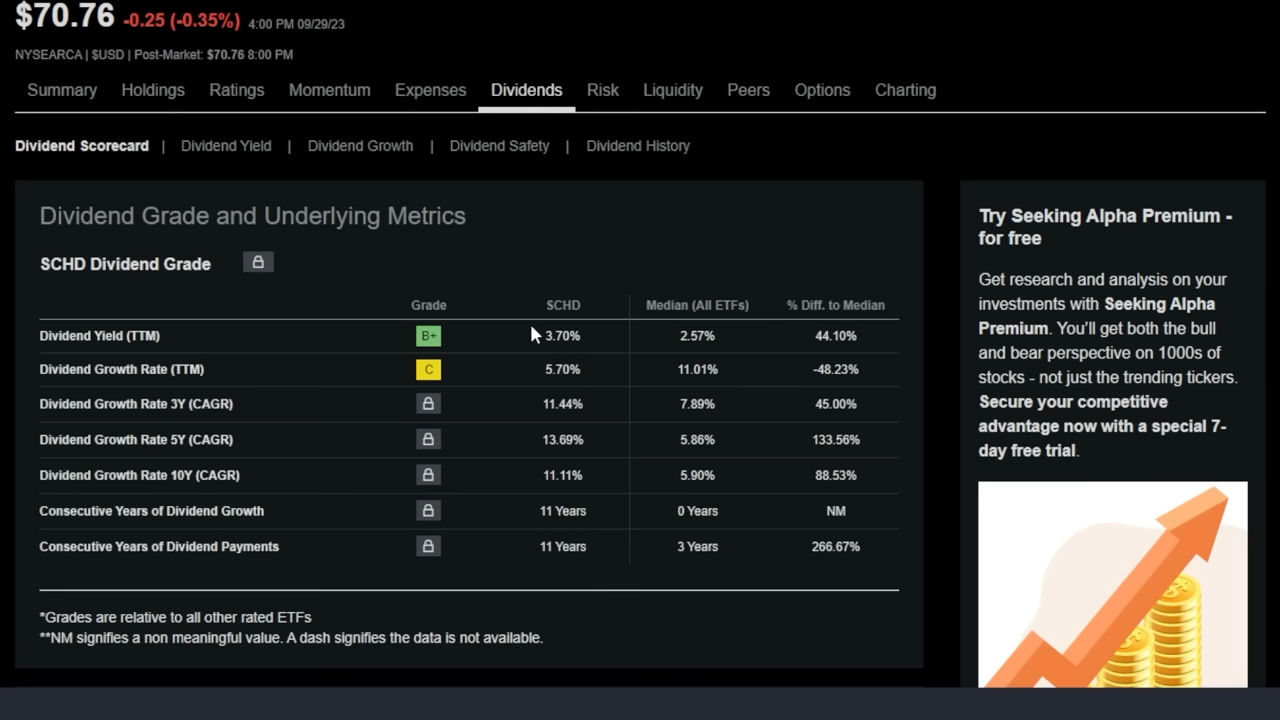 $70.76 -0.25 (-0.35%) 4:00 PM 09/29/23
NYSEARCA | $USD | Post-Market: $70.76 8:00 PM
Summary Holdings Ratings Momentum Expenses Dividends Risk Liquidity Peers Options Charting
Dividend Scorecard | Dividend Yield | Dividend Growth | Dividend Safety | Dividend History
Dividend Grade and Underlying Metrics
SCHD Dividend Grade
Grade SCHD Median (All ETFs) % Diff. to Median
Dividend Yield (TTM) B+ 3.70% 2.57% 44.10%
Dividend Growth Rate (TTM) C 5.70% 11.01% -48.23%
Dividend Growth Rate 3Y (CAGR) 11.44% 7.89% 45.00%
Dividend Growth Rate 5Y (CAGR) 13.69% 5.86% 133.56%
Dividend Growth Rate 10Y (CAGR) 11.11% 5.90% 88.53%
Consecutive Years of Dividend Growth 11 Years 0 Years NM
Consecutive Years of Dividend Payments 11 Years 3 Years 266.67%
*Grades are relative to all other rated ETFs
**NM signifies a non meaningful value. A dash signifies the data is not available.
Try Seeking Alpha Premium -
for free
Get research and analysis on your
investments with Seeking Alpha
Premium. You'll get both the bull
and bear perspective on 1000s of
stocks - not just the trending tickers.
Secure your competitive
advantage now with a special 7-
day free trial.